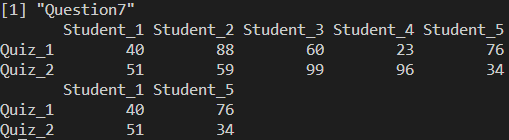 [1] "Question7"
       Student_1 Student_2 Student_3 Student_4 Student_5
Quiz_1        40        88        60        23        76
Quiz_2        51        59        99        96        34
       Student_1 Student_5
Quiz_1        40        76
Quiz_2        51        34